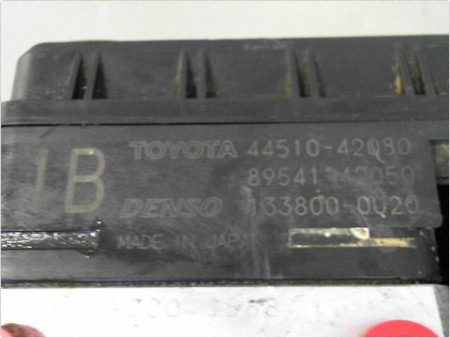 1B
TOYOTA 44510-42080
89541-42050
DENSO 133800-0020
MADE IN JAPAN